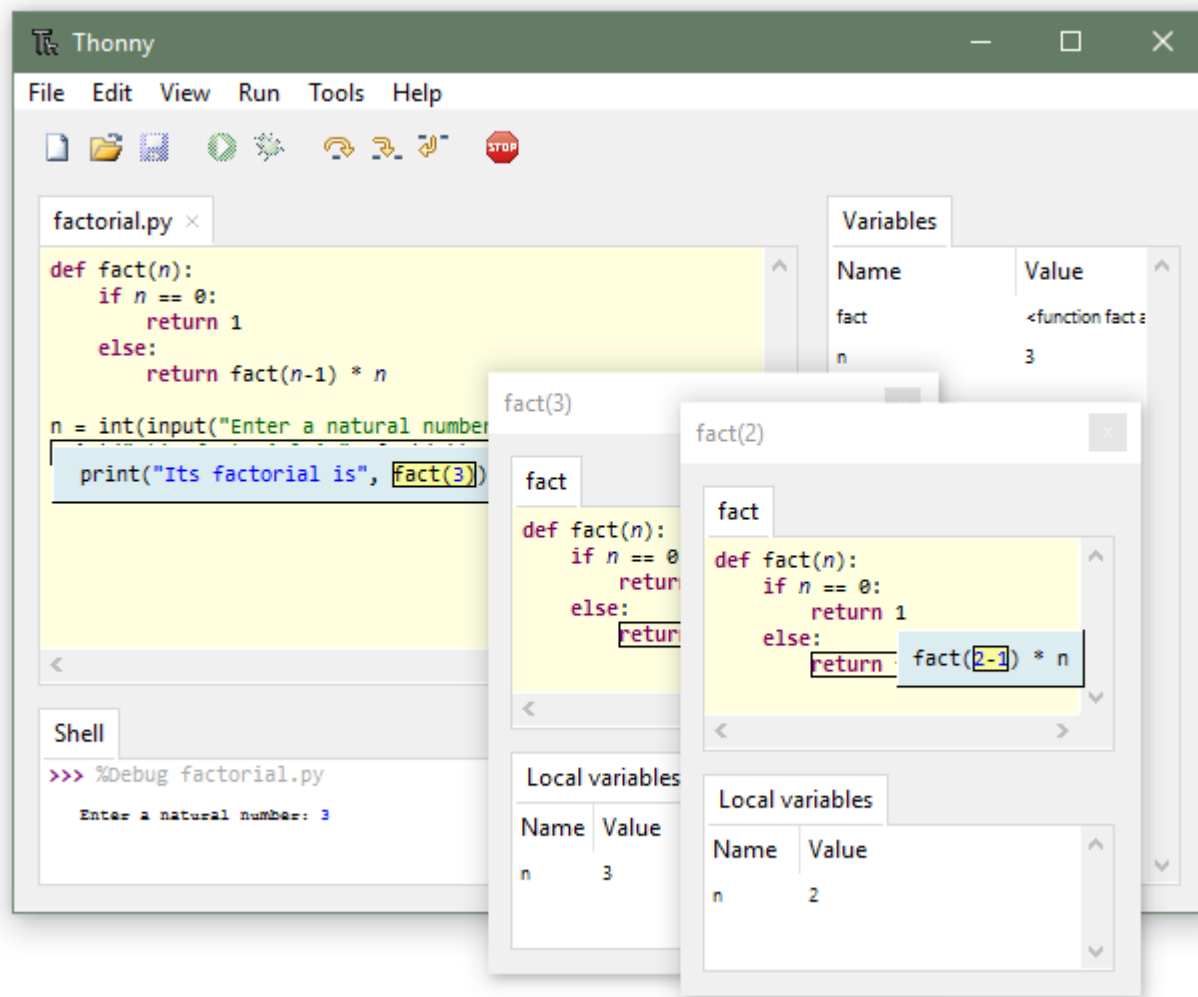 Thonny
File Edit View Run Tools Help
STOP
factorial.py ×
def fact(n):
    if n == 0:
        return 1
    else:
        return fact(n-1) * n
n = int(input("Enter a natural number
print("Its factorial is", fact(3))
Shell
>>> %Debug factorial.py
Enter a natural number: 3
Variables
Name Value
fact <function fact a
n 3
fact(3)
fact
def fact(n):
    if n == 0
        retur
    else:
        retur
Local variables
Name Value
n 3
fact(2)
fact
def fact(n):
    if n == 0:
        return 1
    else:
        return fact(2-1) * n
Local variables
Name Value
n 2